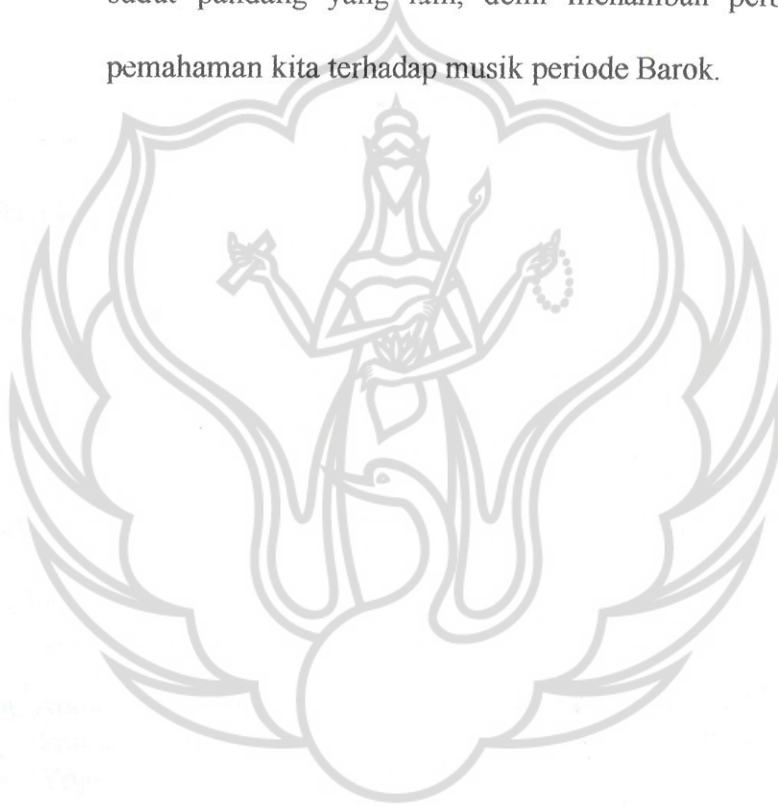 sudut pandang yang lain, demi menambah
pemahaman kita terhadap musik periode Barok.